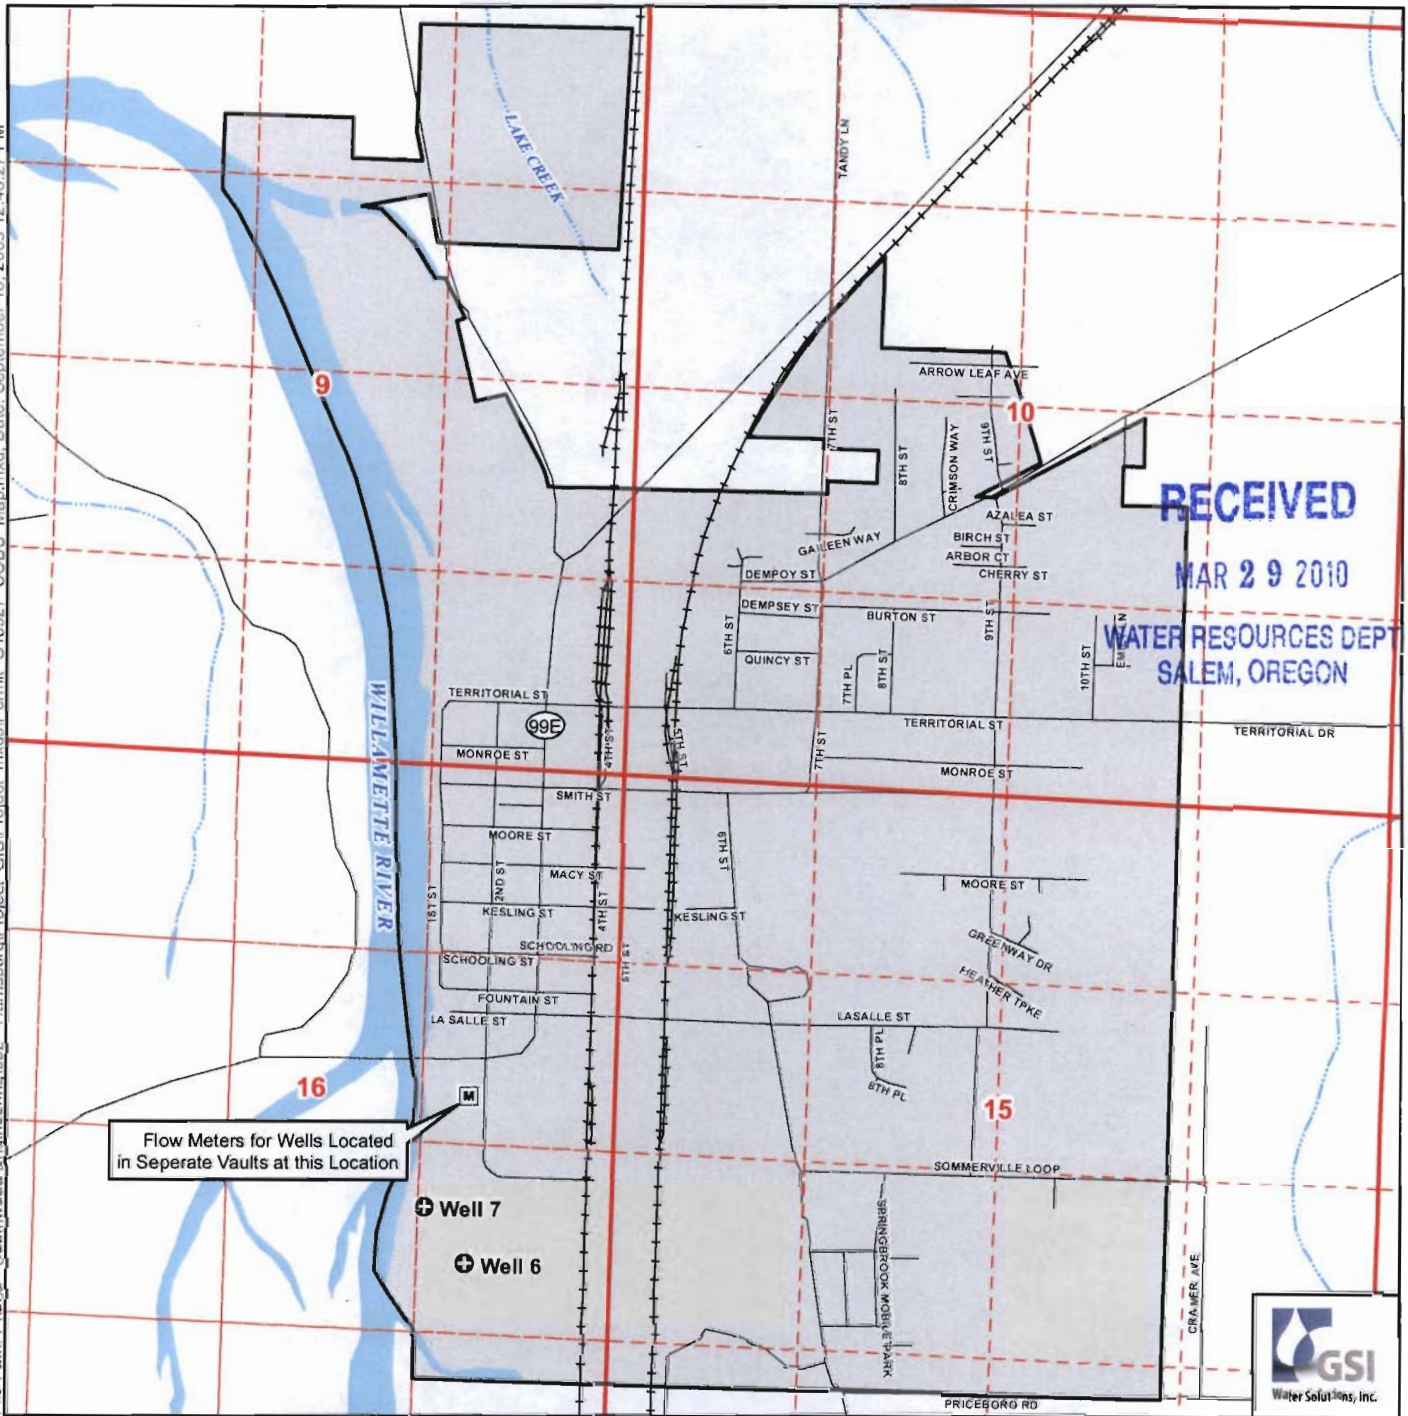 LAKE CREEK
TANDY LN
9
ARROW LEAF AVE
10
7TH ST
8TH ST
CRIMSON WAY
9TH ST
RECEIVED
MAR 29 2010
WATER RESOURCES DEPT
SALEM, OREGON
AZALEA ST
BIRCH ST
ARBOR CT
CHERRY ST
GAILEEN WAY
DEMPOY ST
DEMPSEY ST
BURTON ST
6TH ST
QUINCY ST
7TH PL
8TH ST
9TH ST
10TH ST
TERRITORIAL ST
99E
TERRITORIAL ST
TERRITORIAL DR
WILLAMETTE RIVER
MONROE ST
4TH ST
5TH ST
7TH ST
MONROE ST
SMITH ST
MOORE ST
6TH ST
MACY ST
MOORE ST
1ST ST
2ND ST
4TH ST
KESLING ST
KESLING ST
SCHOOLING RD
SCHOOLING ST
5TH ST
GREENWAY DR
HEATHER TPKE
FOUNTAIN ST
LA SALLE ST
LASALLE ST
8TH PL
8TH PL
16
15
M
Flow Meters for Wells Located
in Seperate Vaults at this Location
SOMMERVILLE LOOP
Well 7
Well 6
SPRINGBROOK MOBILE PARK
CRAMER AVE
GSI
Water Solutions, Inc.
PRICEBORO RD